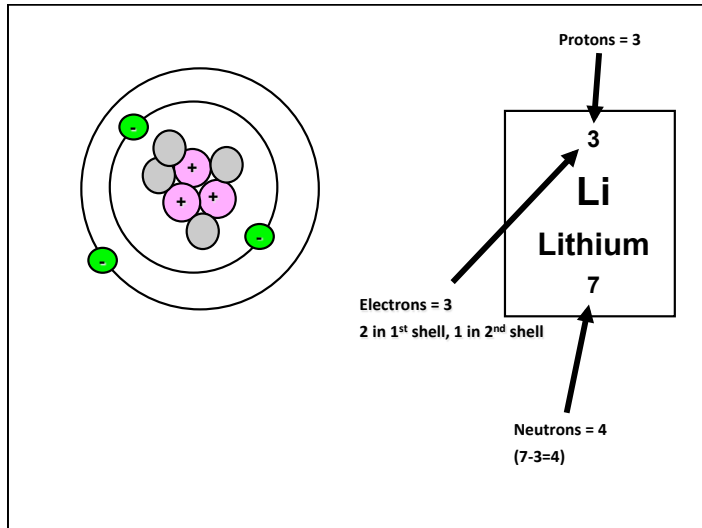 Protons = 3
3
Li
Lithium
7
Electrons = 3
2 in 1st shell, 1 in 2nd shell
Neutrons = 4
(7-3=4)
-
+
+
+
-
-